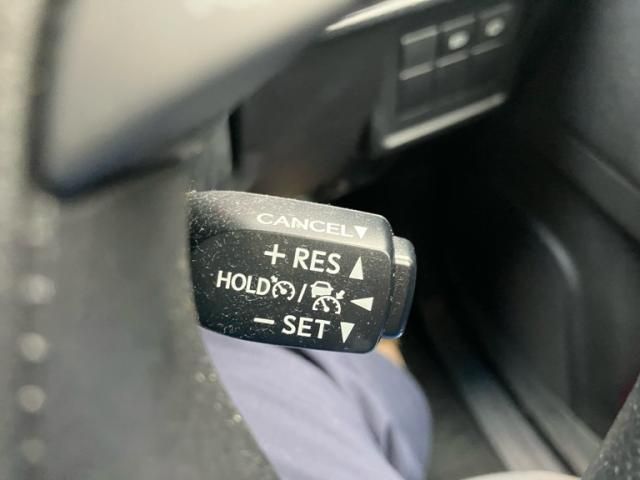 CANCEL▼
+ RES ▲
HOLD / ◀
− SET ▼